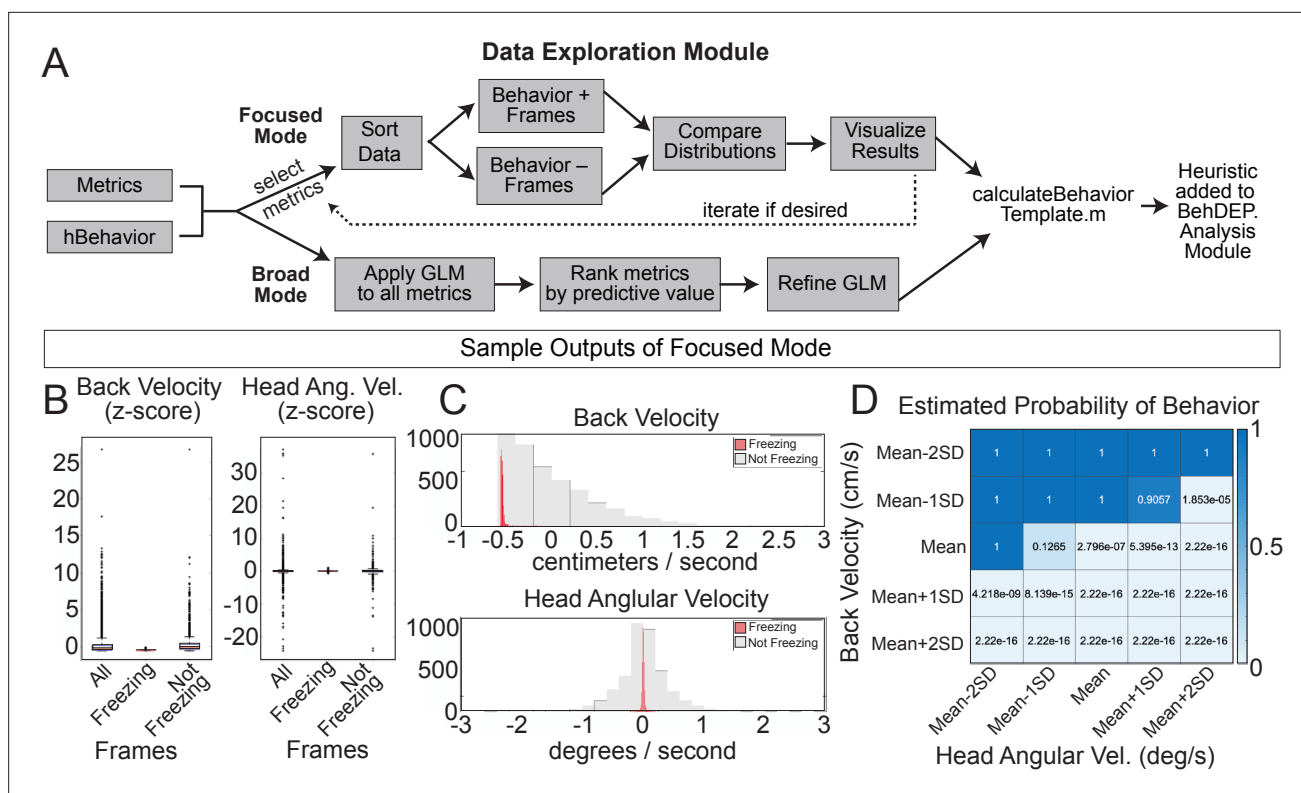 A
Data Exploration Module
Focused
Mode
Broad
Mode
Metrics
hBehavior
select
metrics
Sort
Data
Behavior +
Frames
Behavior –
Frames
Compare
Distributions
Visualize
Results
iterate if desired
Apply GLM
to all metrics
Rank metrics
by predictive value
Refine GLM
calculateBehavior
Template.m
Heuristic
added to
BehDEP.
Analysis
Module
Sample Outputs of Focused Mode
B
Back Velocity
(z-score)
25
20
15
10
5
0
All
Freezing
Not
Freezing
Frames
Head Ang. Vel.
(z-score)
30
20
10
0
-10
-20
All
Freezing
Not
Freezing
Frames
C
Back Velocity
1000
500
0
Freezing
Not Freezing
-1 -0.5 0 0.5 1 2 3
centimeters / second
Head Anglular Velocity
1000
500
0
Freezing
Not Freezing
-3 -2 -1 0 1 2 3
degrees / second
D
Estimated Probability of Behavior
Back Velocity (cm/s)
Mean-2SD 1 1 1 1 1
Mean-1SD 1 1 1 0.9057 1.853e-05
Mean 1 0.1265 2.796e-07 5.395e-13 2.22e-16
Mean+1SD 4.218e-09 8.139e-15 2.22e-16 2.22e-16 2.22e-16
Mean+2SD 2.22e-16 2.22e-16 2.22e-16 2.22e-16 2.22e-16
Mean-2SD Mean-1SD Mean Mean+1SD Mean+2SD
Head Angular Vel. (deg/s)
1
0.5
0